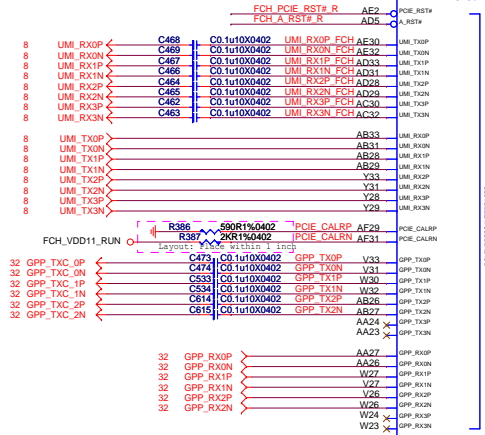 FCH_PCIE_RST#_R AE2 PCIE_RST#
FCH_A_RST#_R AD5 A_RST#
8 UMI_RX0P C468 C0.1u10X0402 UMI_RX0P_FCH AE30 UMI_TX0P
8 UMI_RX0N C469 C0.1u10X0402 UMI_RX0N_FCH AE32 UMI_TX0N
8 UMI_RX1P C467 C0.1u10X0402 UMI_RX1P_FCH AD33 UMI_TX1P
8 UMI_RX1N C466 C0.1u10X0402 UMI_RX1N_FCH AD31 UMI_TX1N
8 UMI_RX2P C464 C0.1u10X0402 UMI_RX2P_FCH AD28 UMI_TX2P
8 UMI_RX2N C465 C0.1u10X0402 UMI_RX2N_FCH AD29 UMI_TX2N
8 UMI_RX3P C462 C0.1u10X0402 UMI_RX3P_FCH AC30 UMI_TX3P
8 UMI_RX3N C463 C0.1u10X0402 UMI_RX3N_FCH AC32 UMI_TX3N
8 UMI_TX0P AB33 UMI_RX0P
8 UMI_TX0N AB31 UMI_RX0N
8 UMI_TX1P AB28 UMI_RX1P
8 UMI_TX1N AB29 UMI_RX1N
8 UMI_TX2P Y33 UMI_RX2P
8 UMI_TX2N Y31 UMI_RX2N
8 UMI_TX3P Y28 UMI_RX3P
8 UMI_TX3N Y29 UMI_RX3N
R386 590R1%0402 PCIE_CALRP AF29 PCIE_CALRP
FCH_VDD11_RUN R387 2KR1%0402 PCIE_CALRN AF31 PCIE_CALRN
Layout: Place within 1 inch
32 GPP_TXC_0P C473 C0.1u10X0402 GPP_TX0P V33 GPP_TX0P
32 GPP_TXC_0N C474 C0.1u10X0402 GPP_TX0N V31 GPP_TX0N
32 GPP_TXC_1P C533 C0.1u10X0402 GPP_TX1P W30 GPP_TX1P
32 GPP_TXC_1N C534 C0.1u10X0402 GPP_TX1N W32 GPP_TX1N
32 GPP_TXC_2P C614 C0.1u10X0402 GPP_TX2P AB26 GPP_TX2P
32 GPP_TXC_2N C615 C0.1u10X0402 GPP_TX2N AB27 GPP_TX2N
AA24 GPP_TX3P
AA23 GPP_TX3N
32 GPP_RX0P AA27 GPP_RX0P
32 GPP_RX0N AA26 GPP_RX0N
32 GPP_RX1P W27 GPP_RX1P
32 GPP_RX1N V27 GPP_RX1N
32 GPP_RX2P V26 GPP_RX2P
32 GPP_RX2N W26 GPP_RX2N
W24 GPP_RX3P
W23 GPP_RX3N